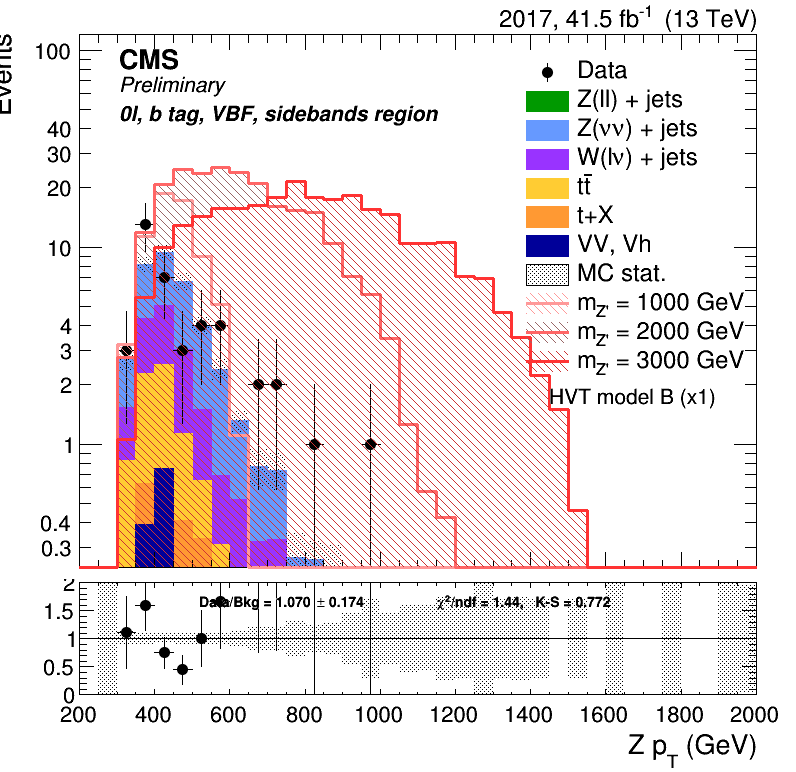 2017, 41.5 fb⁻¹ (13 TeV)
Events
CMS
Preliminary
0l, b tag, VBF, sidebands region
Data
Z(ll) + jets
Z(νν) + jets
W(lν) + jets
tt̄
t+X
VV, Vh
MC stat.
m_Z' = 1000 GeV
m_Z' = 2000 GeV
m_Z' = 3000 GeV
HVT model B (x1)
100
40
30
20
10
4
3
2
1
0.4
0.3
Data/Bkg = 1.070 ± 0.174
χ²/ndf = 1.44, K-S = 0.772
2
1.5
1
0.5
0
200 400 600 800 1000 1200 1400 1600 1800 2000
Z p_T (GeV)